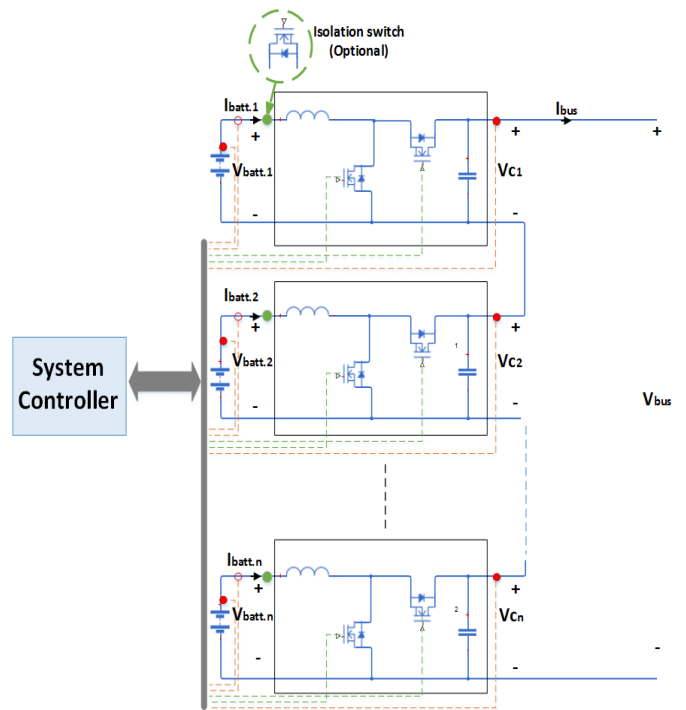 Isolation switch
(Optional)
Ibatt.1
Ibus
+
+
+
Vbatt.1
VC1
-
-
Ibatt.2
+
+
Vbatt.2
1
VC2
System
Controller
Vbus
-
-
Ibatt.n
+
+
Vbatt.n
2
VCn
-
-
-